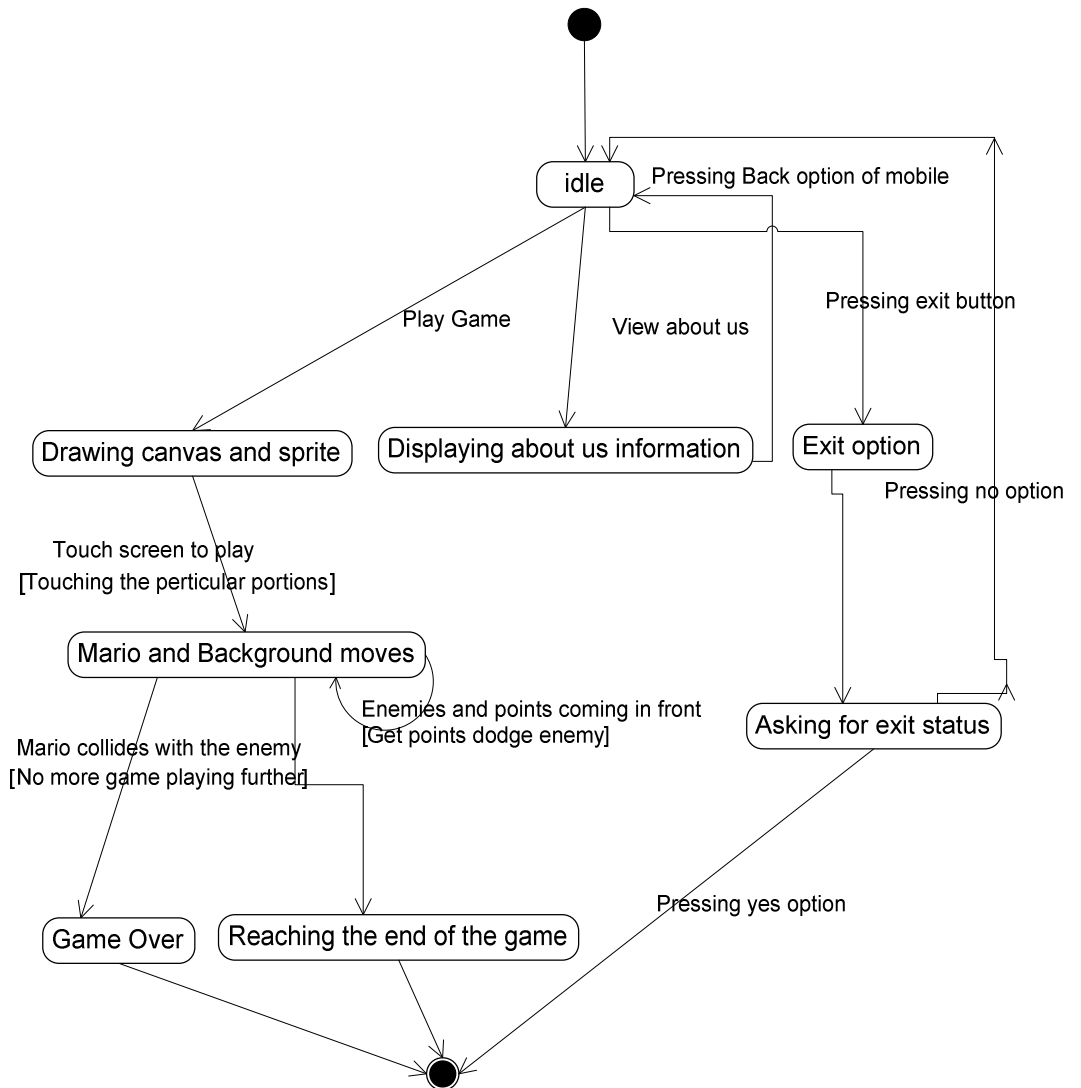 idle
Pressing Back option of mobile
Pressing exit button
Play Game
View about us
Drawing canvas and sprite
Displaying about us information
Exit option
Pressing no option
Touch screen to play
[Touching the perticular portions]
Mario and Background moves
Enemies and points coming in front
[Get points dodge enemy]
Asking for exit status
Mario collides with the enemy
[No more game playing further]
Pressing yes option
Game Over
Reaching the end of the game